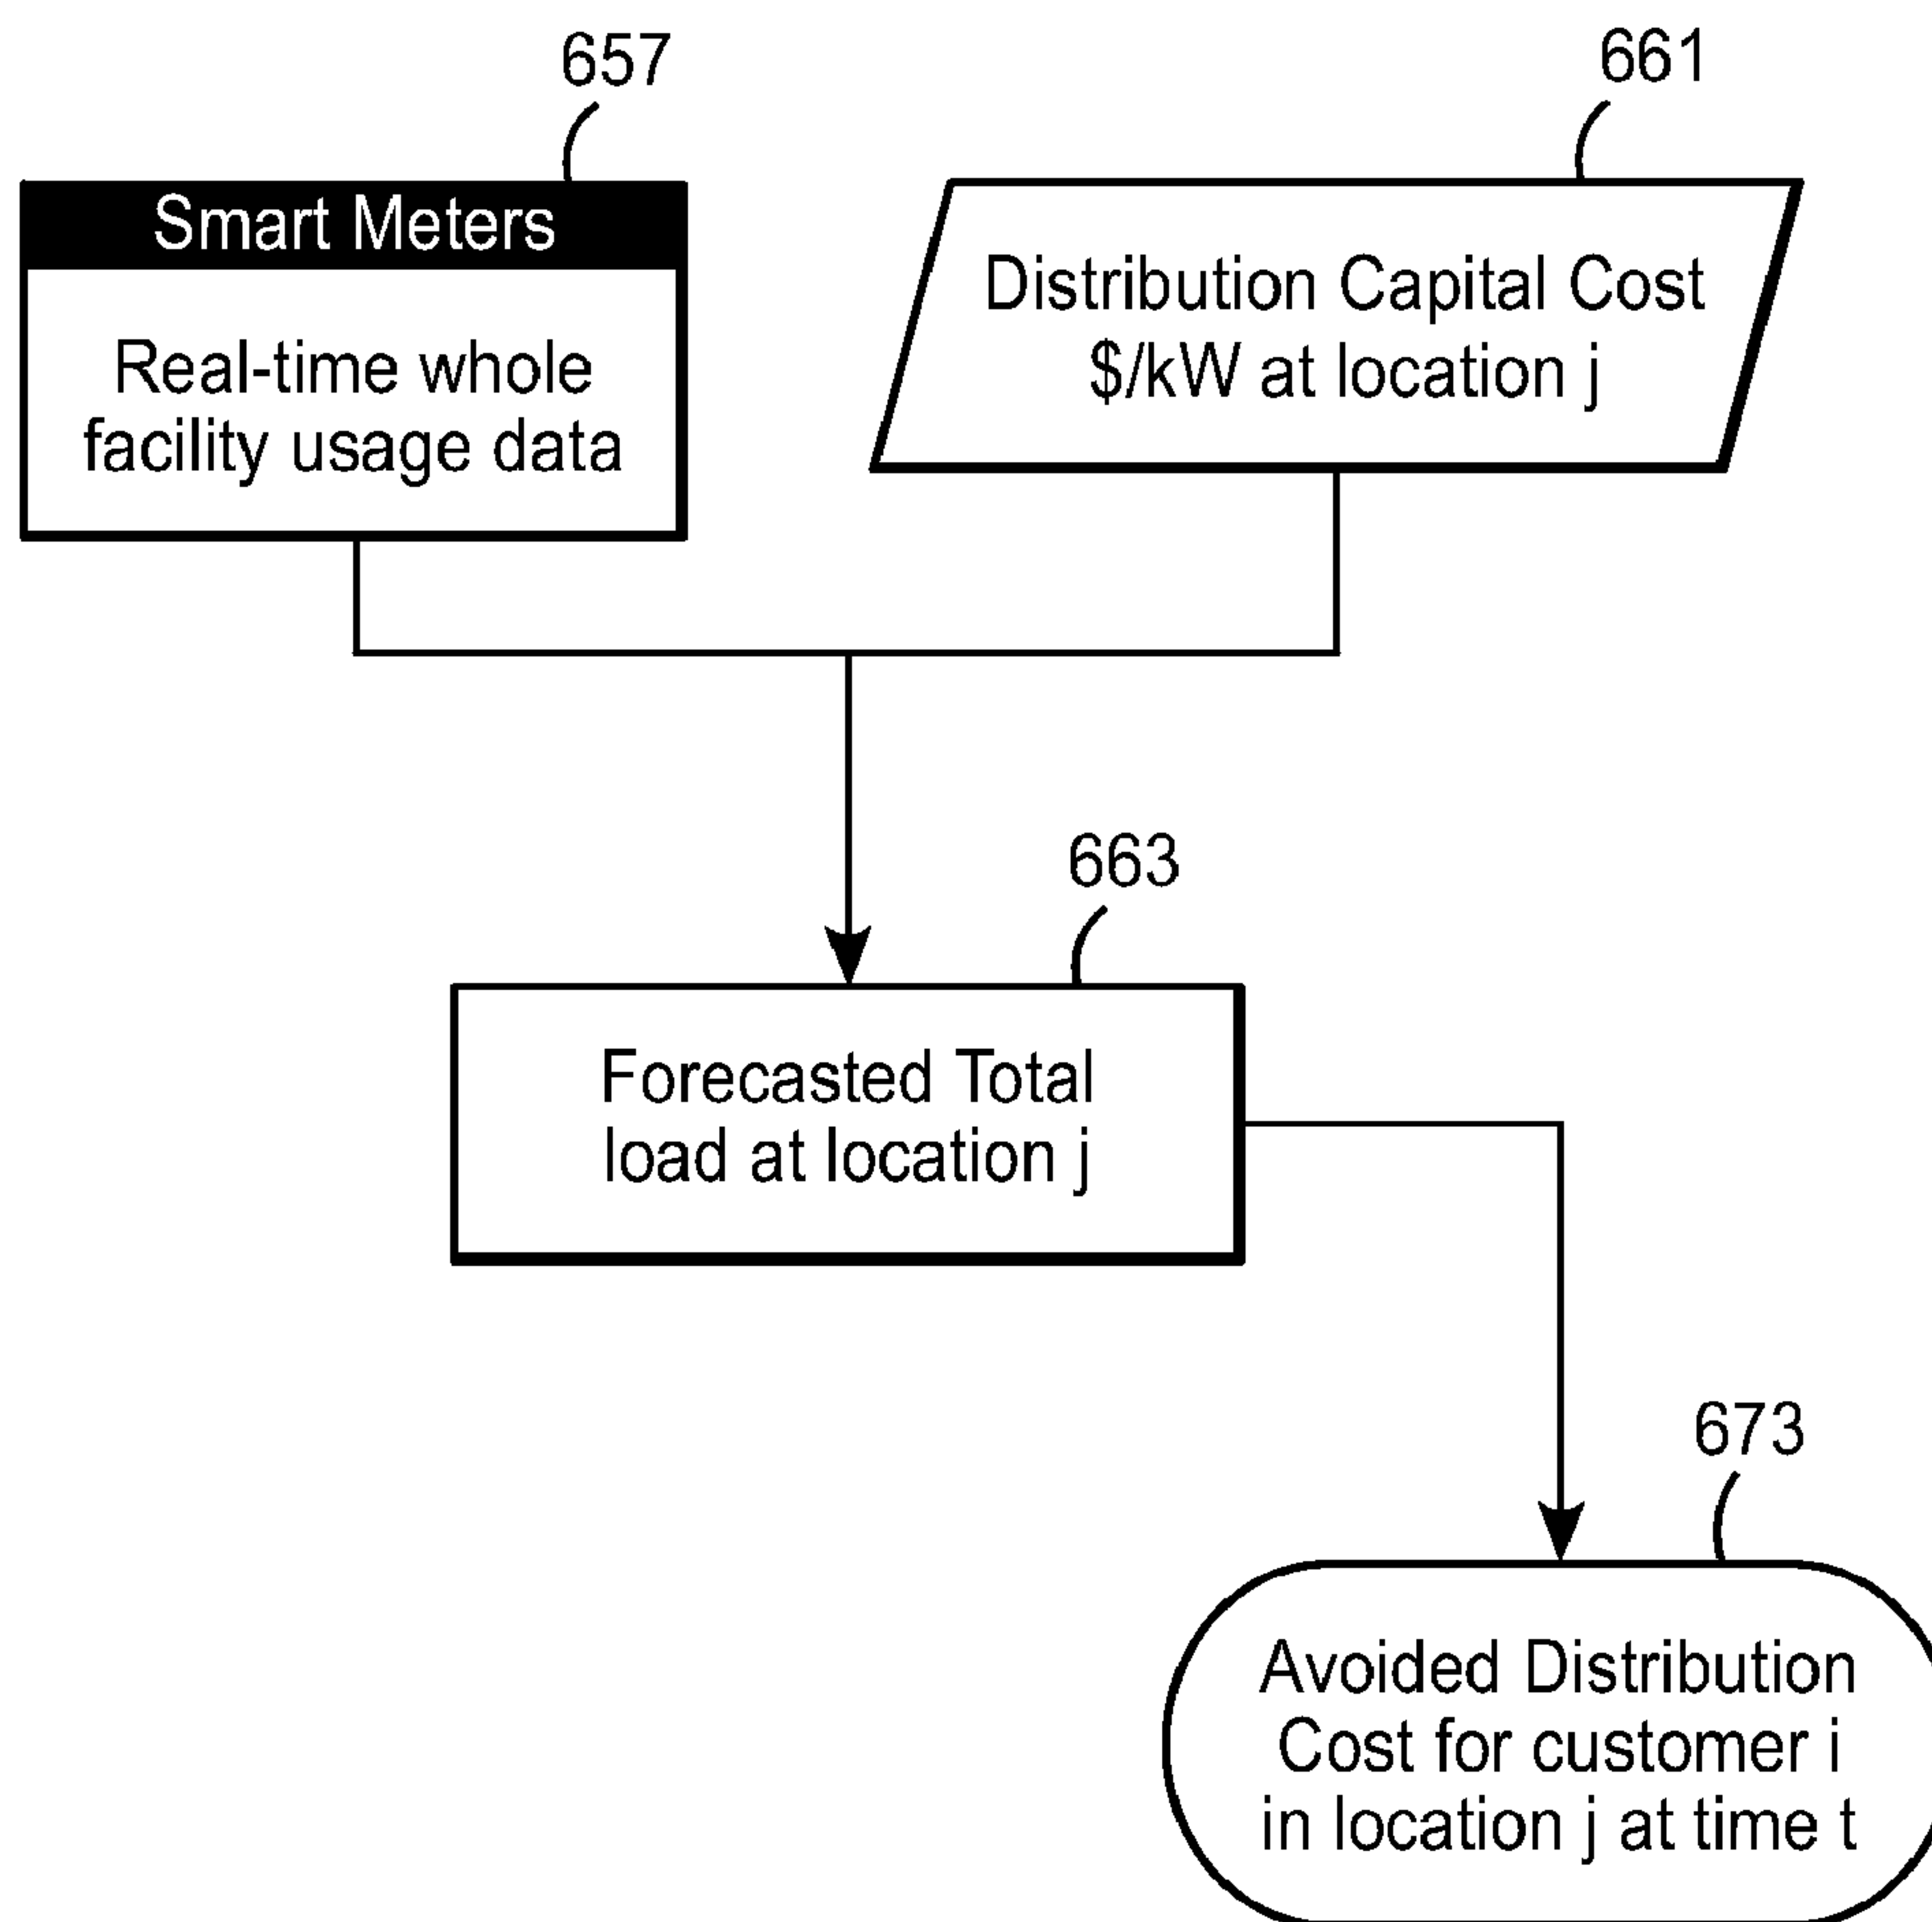 657
Smart Meters
Real-time whole
facility usage data
661
Distribution Capital Cost
$/kW at location j
663
Forecasted Total
load at location j
673
Avoided Distribution
Cost for customer i
in location j at time t